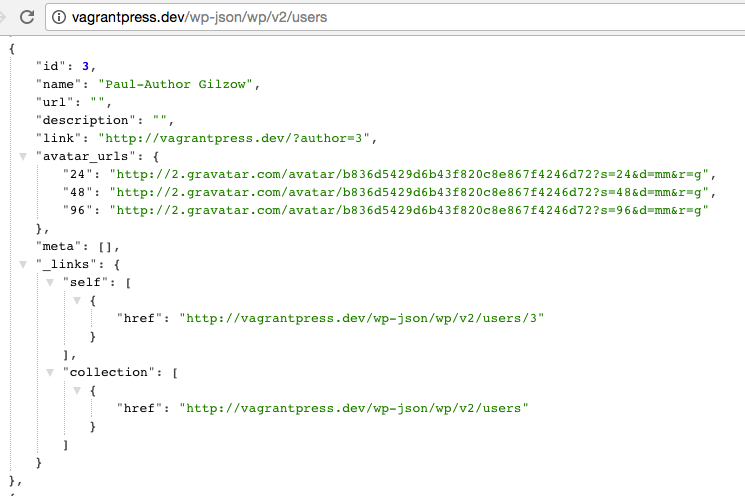 vagrantpress.dev/wp-json/wp/v2/users
{
"id": 3,
"name": "Paul-Author Gilzow",
"url": "",
"description": "",
"link": "http://vagrantpress.dev/?author=3",
"avatar_urls": {
"24": "http://2.gravatar.com/avatar/b836d5429d6b43f820c8e867f4246d72?s=24&d=mm&r=g",
"48": "http://2.gravatar.com/avatar/b836d5429d6b43f820c8e867f4246d72?s=48&d=mm&r=g",
"96": "http://2.gravatar.com/avatar/b836d5429d6b43f820c8e867f4246d72?s=96&d=mm&r=g"
},
"meta": [],
"_links": {
"self": [
{
"href": "http://vagrantpress.dev/wp-json/wp/v2/users/3"
}
],
"collection": [
{
"href": "http://vagrantpress.dev/wp-json/wp/v2/users"
}
]
}
},